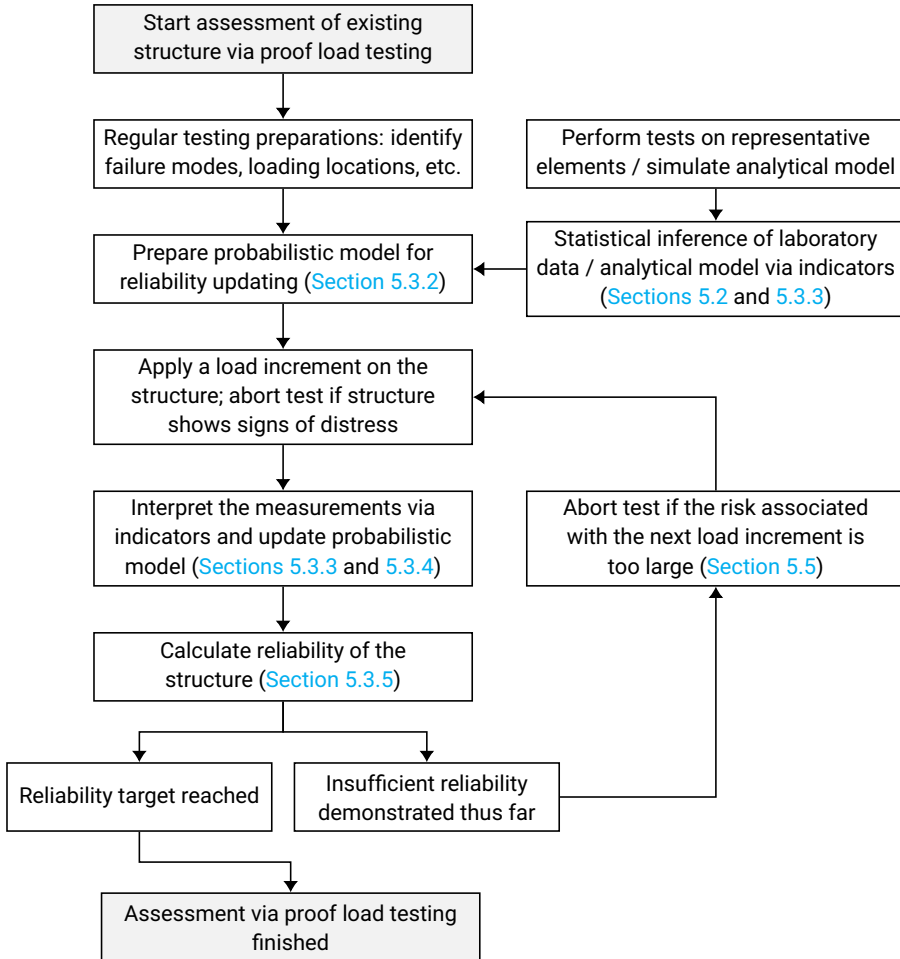 Start assessment of existing
structure via proof load testing
Regular testing preparations: identify
failure modes, loading locations, etc.
Perform tests on representative
elements / simulate analytical model
Prepare probabilistic model for
reliability updating (Section 5.3.2)
Statistical inference of laboratory
data / analytical model via indicators
(Sections 5.2 and 5.3.3)
Apply a load increment on the
structure; abort test if structure
shows signs of distress
Interpret the measurements via
indicators and update probabilistic
model (Sections 5.3.3 and 5.3.4)
Abort test if the risk associated
with the next load increment is
too large (Section 5.5)
Calculate reliability of the
structure (Section 5.3.5)
Reliability target reached
Insufficient reliability
demonstrated thus far
Assessment via proof load testing
finished